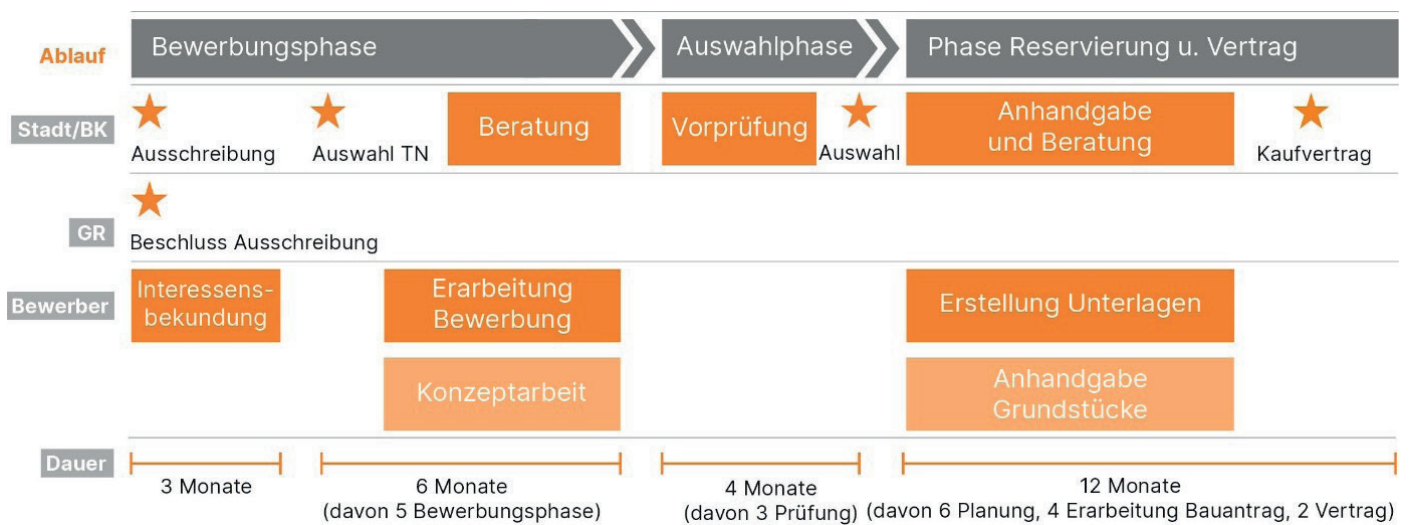 Ablauf
Bewerbungsphase
Auswahlphase
Phase Reservierung u. Vertrag
Stadt/BK
Ausschreibung
Auswahl TN
Beratung
Vorprüfung
Auswahl
Anhandgabe
und Beratung
Kaufvertrag
GR
Beschluss Ausschreibung
Bewerber
Interessens-
bekundung
Erarbeitung
Bewerbung
Erstellung Unterlagen
Konzeptarbeit
Anhandgabe
Grundstücke
Dauer
3 Monate
6 Monate
(davon 5 Bewerbungsphase)
4 Monate
(davon 3 Prüfung)
12 Monate
(davon 6 Planung, 4 Erarbeitung Bauantrag, 2 Vertrag)